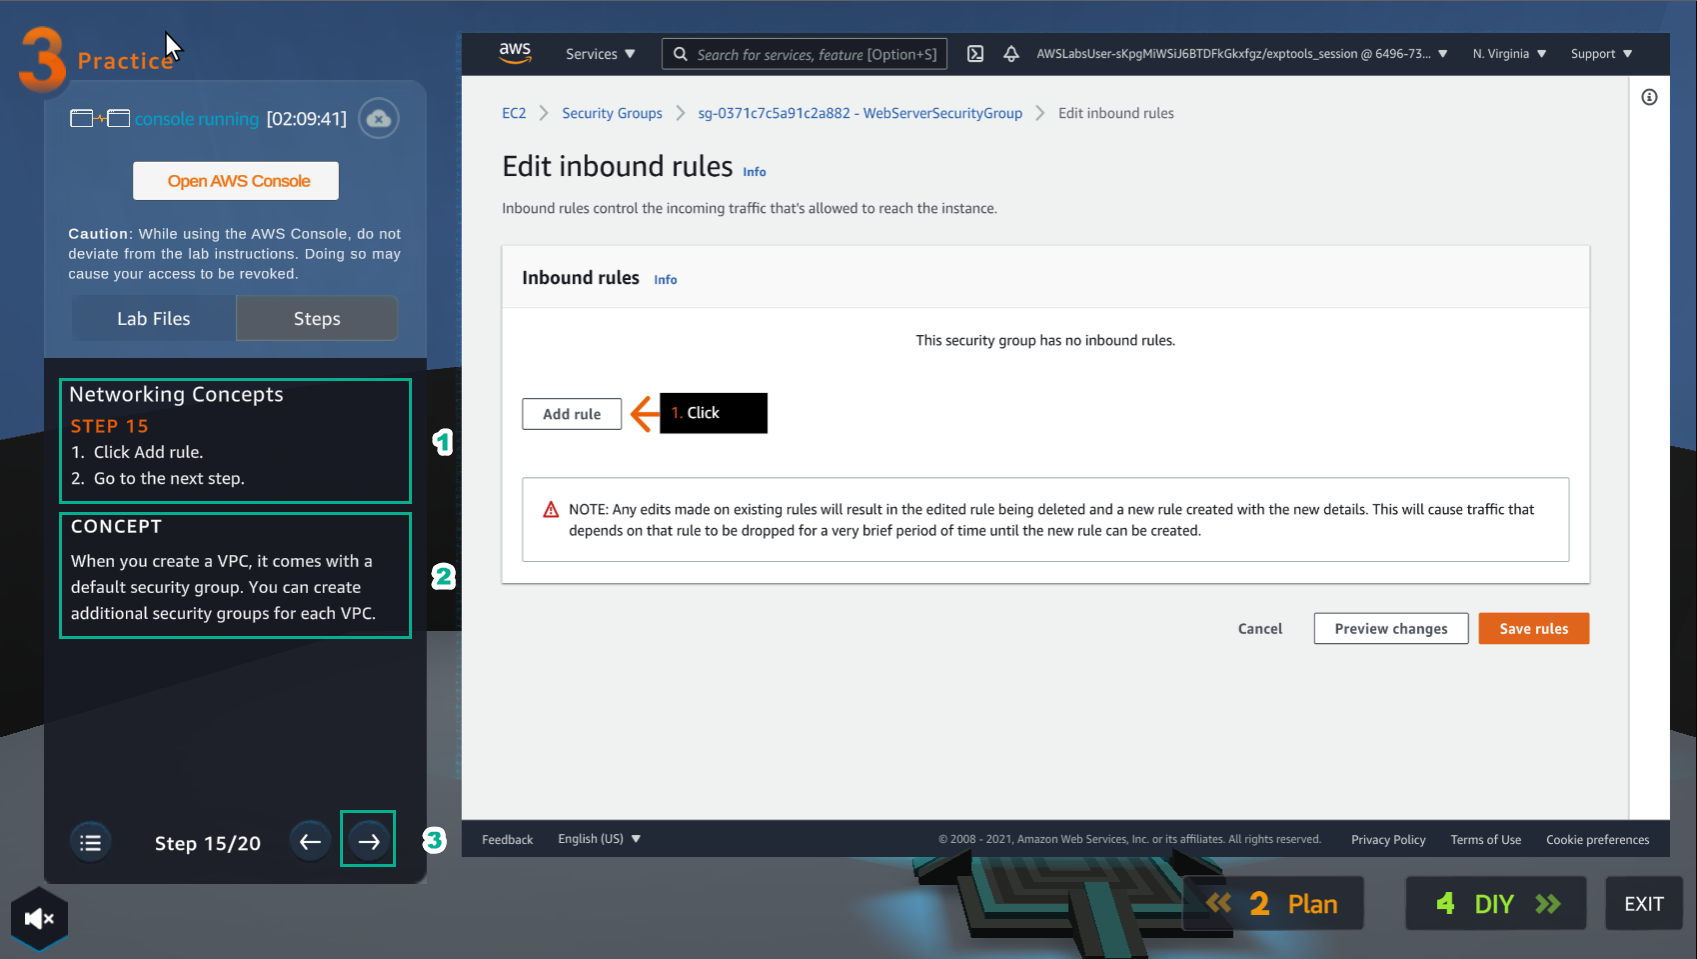 3 Practice
console running [02:09:41]
Open AWS Console
Caution: While using the AWS Console, do not
deviate from the lab instructions. Doing so may
cause your access to be revoked.
Lab Files
Steps
Networking Concepts
STEP 15
1. Click Add rule.
2. Go to the next step.
1
CONCEPT
When you create a VPC, it comes with a
default security group. You can create
additional security groups for each VPC.
2
Step 15/20
3
aws
Services
Search for services, feature [Option+S]
AWSLabsUser-sKpgMiWSiJ6BTDFkGkxfgz/exptools_session @ 6496-73...
N. Virginia
Support
EC2
Security Groups
sg-0371c7c5a91c2a882 - WebServerSecurityGroup
Edit inbound rules
Edit inbound rules Info
Inbound rules control the incoming traffic that's allowed to reach the instance.
Inbound rules Info
This security group has no inbound rules.
Add rule
1. Click
NOTE: Any edits made on existing rules will result in the edited rule being deleted and a new rule created with the new details. This will cause traffic that
depends on that rule to be dropped for a very brief period of time until the new rule can be created.
Cancel
Preview changes
Save rules
Feedback
English (US)
© 2008 - 2021, Amazon Web Services, Inc. or its affiliates. All rights reserved.
Privacy Policy
Terms of Use
Cookie preferences
2 Plan
4 DIY
EXIT